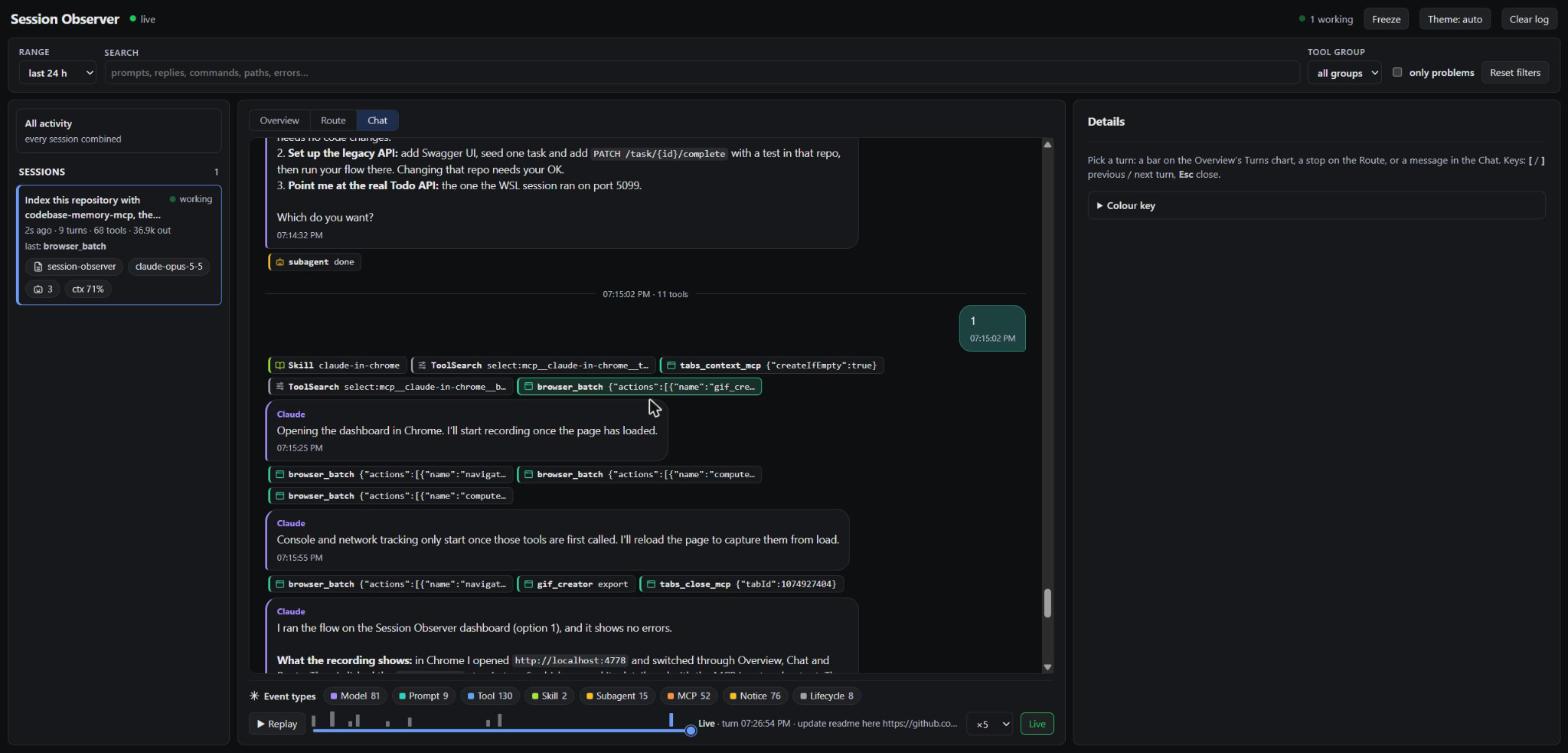 Session Observer live
1 working Freeze Theme: auto Clear log
RANGE
last 24 h
SEARCH
prompts, replies, commands, paths, errors...
TOOL GROUP
all groups
only problems
Reset filters
All activity
every session combined
SESSIONS 1
Index this repository with working
codebase-memory-mcp, the...
2s ago · 9 turns · 68 tools · 36.9k out
last: browser_batch
session-observer claude-opus-5-5
3 ctx 71%
Overview Route Chat
needs no code changes.
2. Set up the legacy API: add Swagger UI, seed one task and add PATCH /task/{id}/complete with a test in that repo,
then run your flow there. Changing that repo needs your OK.
3. Point me at the real Todo API: the one the WSL session ran on port 5099.
Which do you want?
07:14:32 PM
subagent done
07:15:02 PM · 11 tools
1
07:15:02 PM
Skill claude-in-chrome ToolSearch select:mcp__claude-in-chrome__t… tabs_context_mcp {"createIfEmpty":true}
ToolSearch select:mcp__claude-in-chrome__b… browser_batch {"actions":[{"name":"gif_cre…
Claude
Opening the dashboard in Chrome. I'll start recording once the page has loaded.
07:15:25 PM
browser_batch {"actions":[{"name":"navigat… browser_batch {"actions":[{"name":"compute…
browser_batch {"actions":[{"name":"compute…
Claude
Console and network tracking only start once those tools are first called. I'll reload the page to capture them from load.
07:15:55 PM
browser_batch {"actions":[{"name":"navigat… gif_creator export tabs_close_mcp {"tabId":1074927404}
Claude
I ran the flow on the Session Observer dashboard (option 1), and it shows no errors.
What the recording shows: in Chrome I opened http://localhost:4778 and switched through Overview, Chat and
Event types Model 81 Prompt 9 Tool 130 Skill 2 Subagent 15 MCP 52 Notice 76 Lifecycle 8
Replay Live · turn 07:26:54 PM · update readme here https://github.co… ×5 Live
Details
Pick a turn: a bar on the Overview's Turns chart, a stop on the Route, or a message in the Chat. Keys: [ / ]
previous / next turn, Esc close.
Colour key